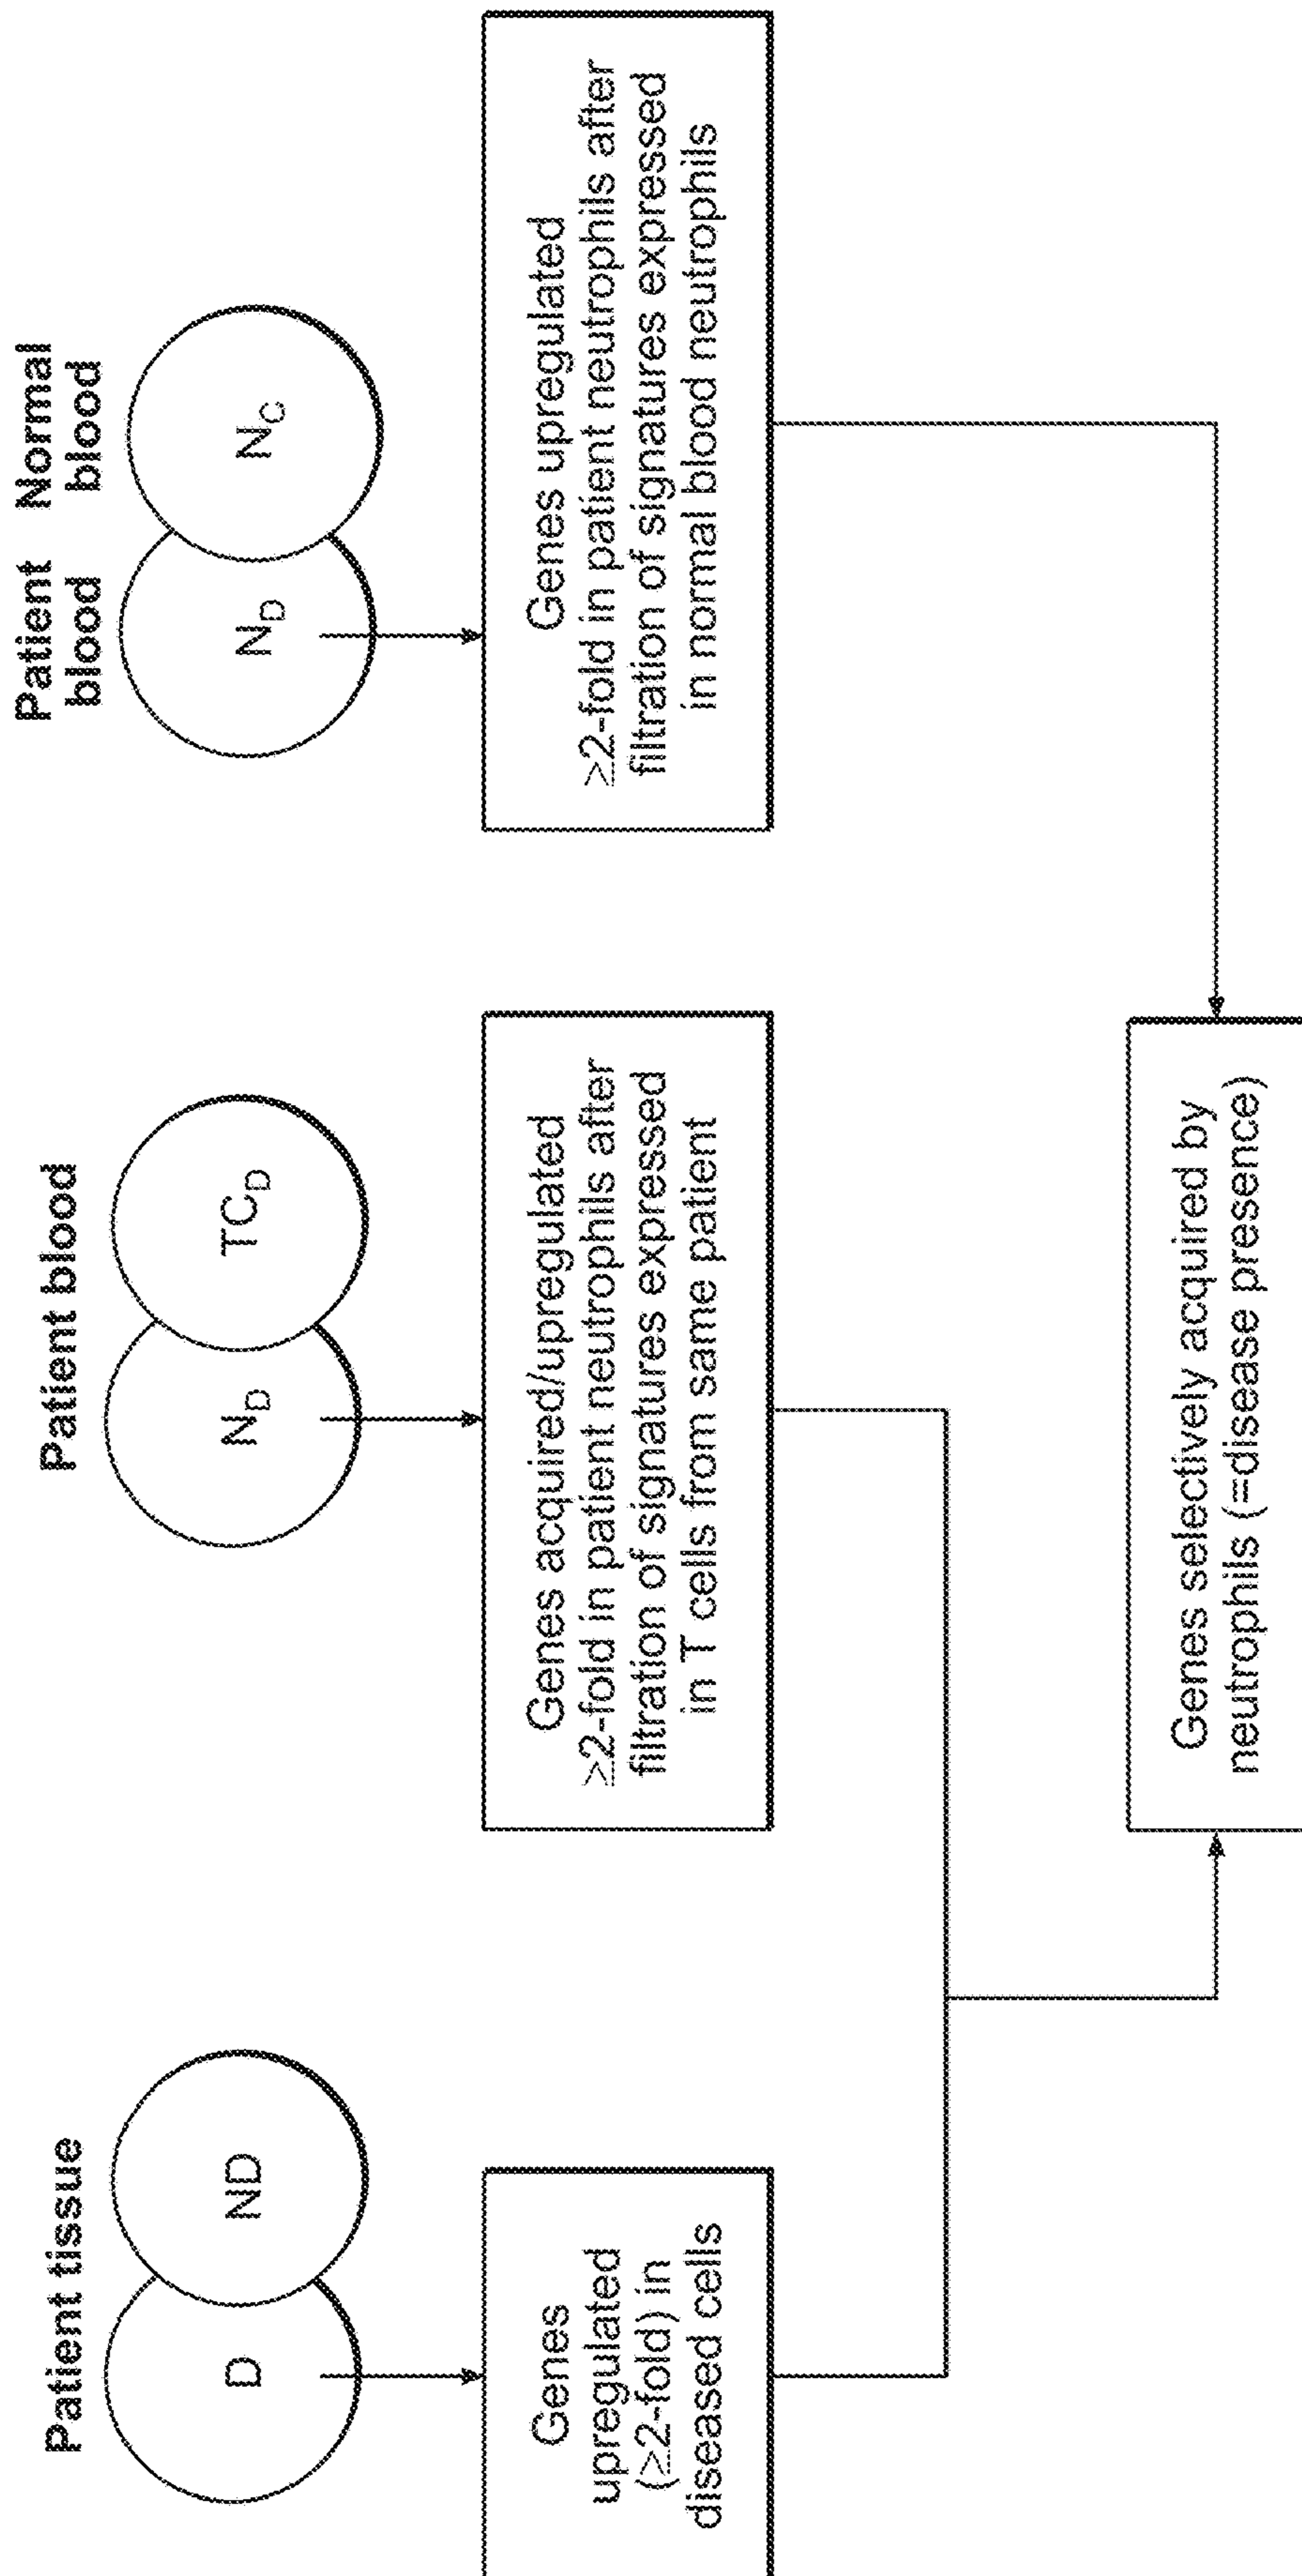 Patient tissue
D
ND
Genes
upregulated
(≥2-fold) in
diseased cells
Patient blood
N_D
TC_D
Genes acquired/upregulated
≥2-fold in patient neutrophils after
filtration of signatures expressed
in T cells from same patient
Patient
blood
Normal
blood
N_D
N_C
Genes upregulated
≥2-fold in patient neutrophils after
filtration of signatures expressed
in normal blood neutrophils
Genes selectively acquired by
neutrophils (=disease presence)